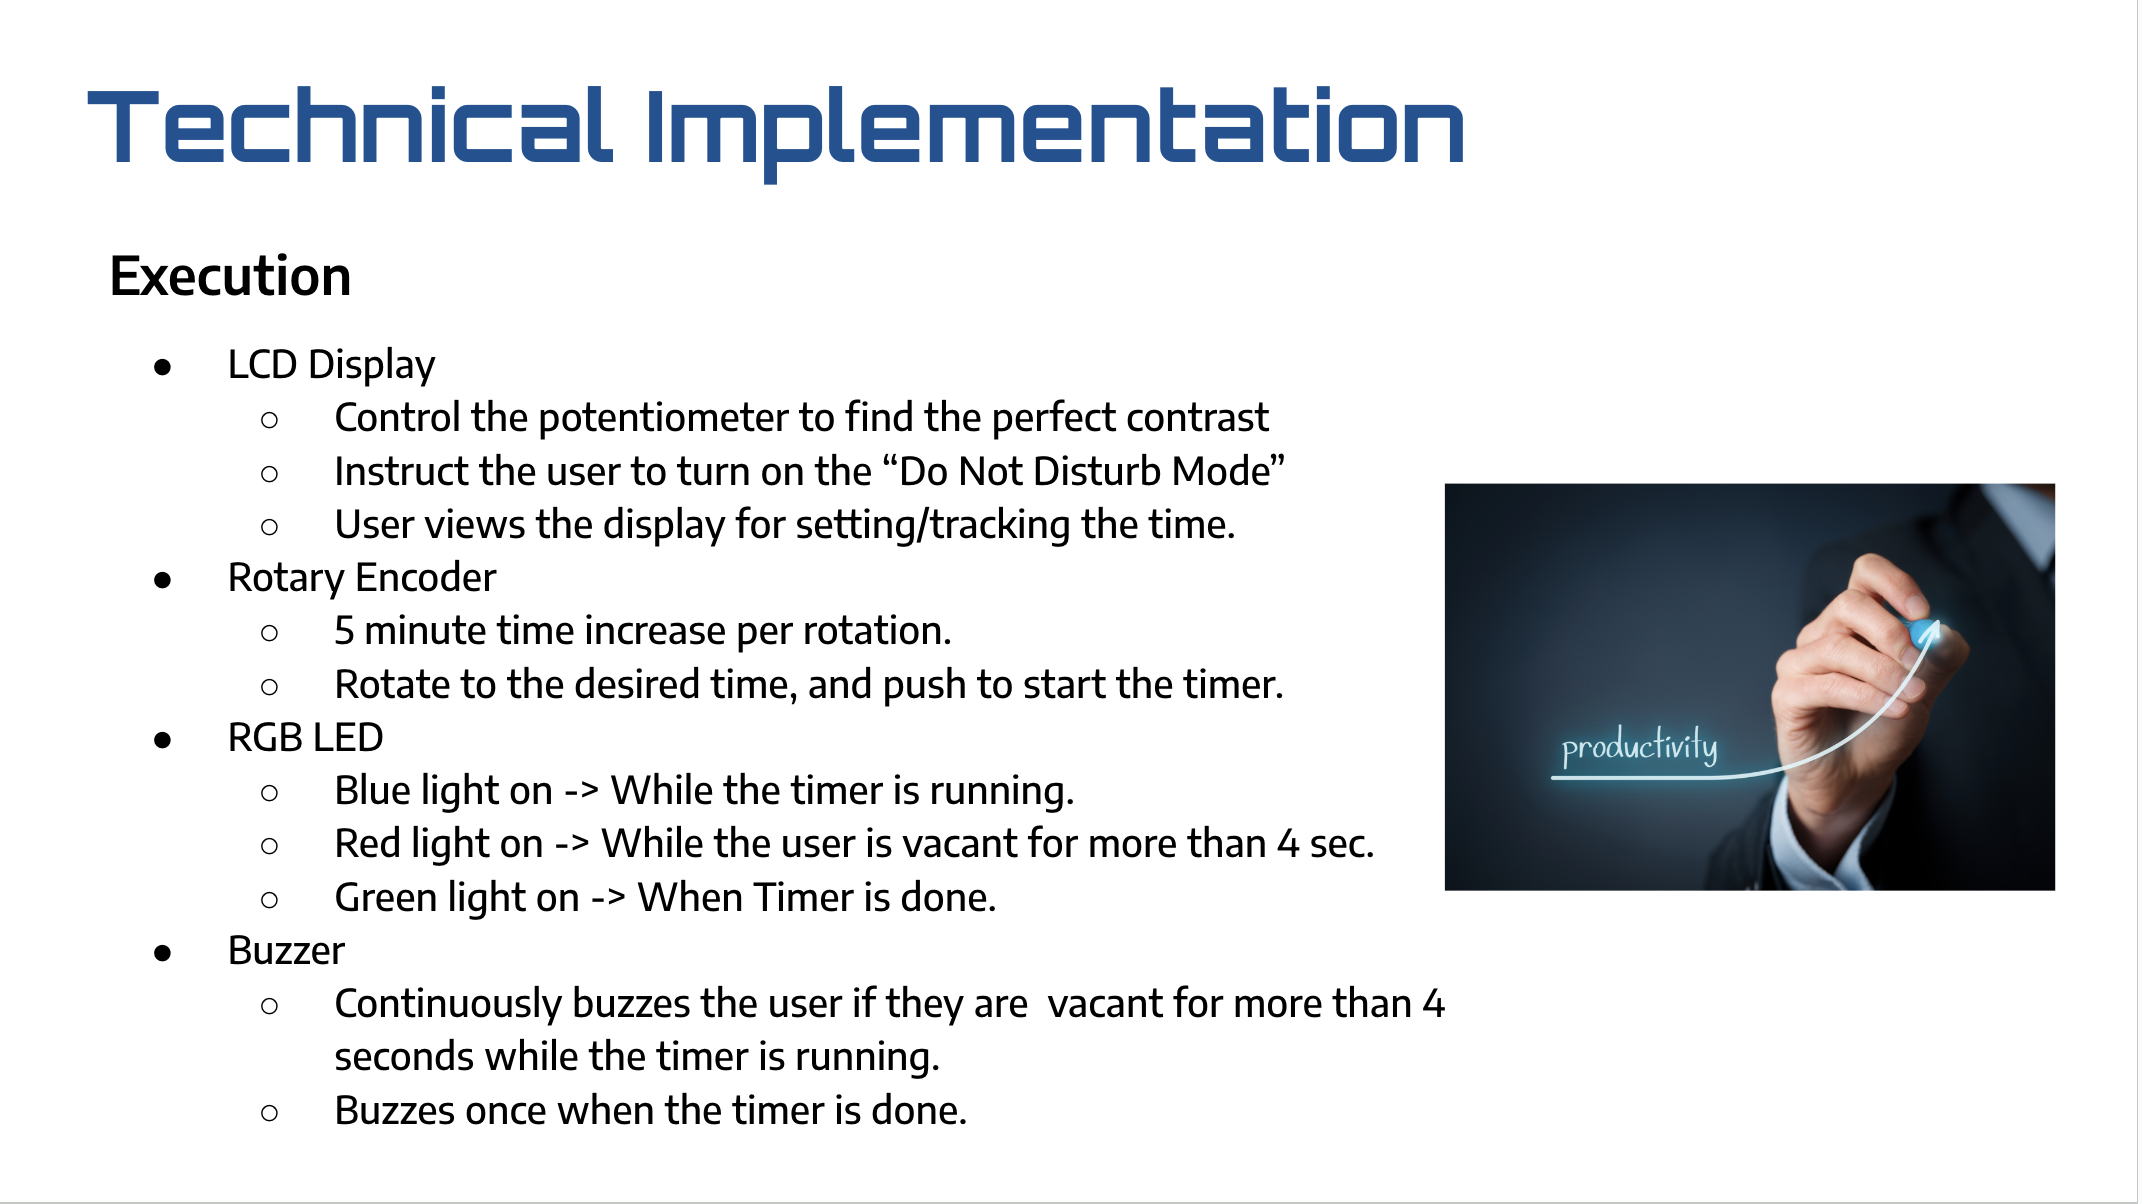 Technical Implementation
Execution
● LCD Display
○ Control the potentiometer to find the perfect contrast
○ Instruct the user to turn on the “Do Not Disturb Mode”
○ User views the display for setting/tracking the time.
● Rotary Encoder
○ 5 minute time increase per rotation.
○ Rotate to the desired time, and push to start the timer.
● RGB LED
○ Blue light on -> While the timer is running.
○ Red light on -> While the user is vacant for more than 4 sec.
○ Green light on -> When Timer is done.
● Buzzer
○ Continuously buzzes the user if they are  vacant for more than 4
seconds while the timer is running.
○ Buzzes once when the timer is done.
productivity